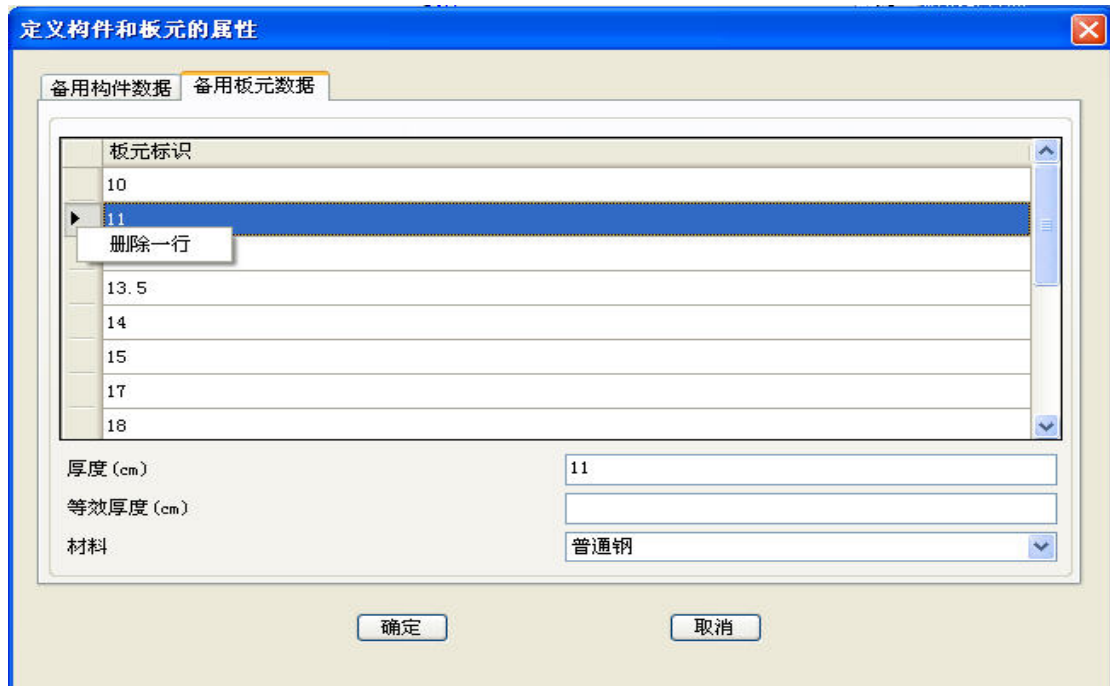 定义构件和板元的属性
备用构件数据 备用板元数据
板元标识
10
11
删除一行
13.5
14
15
17
18
厚度(cm) 11
等效厚度(cm)
材料 普通钢
确定 取消